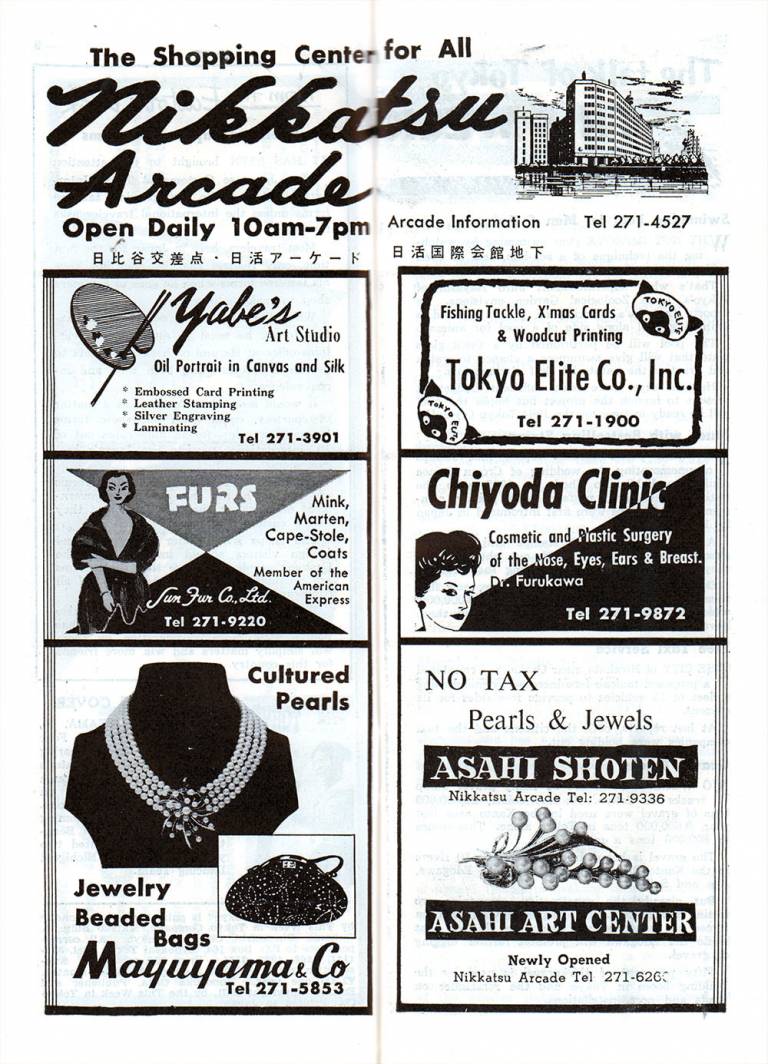 The Shopping Center for All
Nikkatsu
Arcade
Open Daily 10am-7pm
Arcade Information Tel 271-4527
日比谷交差点・日活アーケード
日活国際会館地下
Yabe's
Art Studio
Oil Portrait in Canvas and Silk
* Embossed Card Printing
* Leather Stamping
* Silver Engraving
* Laminating
Tel 271-3901
FURS
Mink,
Marten,
Cape-Stole,
Coats
Member of the
American
Express
Sun Fur Co., Ltd.
Tel 271-9220
Cultured
Pearls
Jewelry
Beaded
Bags
Mayuyama & Co
Tel 271-5853
TOKYO ELITE
Fishing Tackle, X'mas Cards
& Woodcut Printing
Tokyo Elite Co., Inc.
TOKYO ELITE
Tel 271-1900
Chiyoda Clinic
Cosmetic and Plastic Surgery
of the Nose, Eyes, Ears & Breast.
Dr. Furukawa
Tel 271-9872
NO TAX
Pearls & Jewels
ASAHI SHOTEN
Nikkatsu Arcade Tel: 271-9336
ASAHI ART CENTER
Newly Opened
Nikkatsu Arcade Tel 271-626